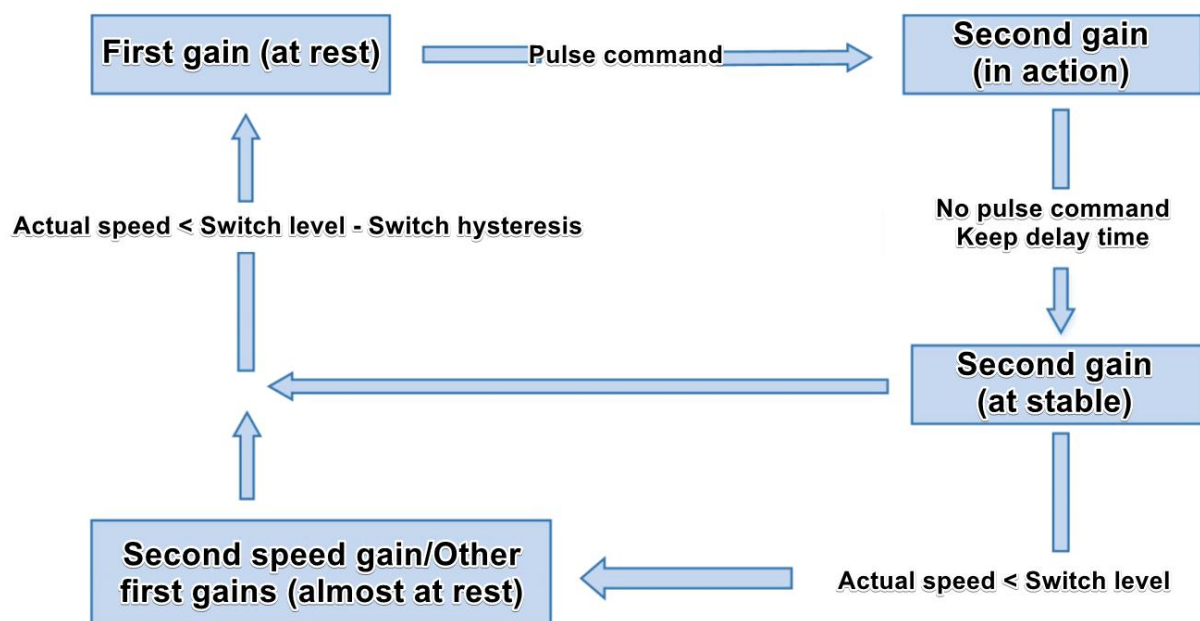 First gain (at rest)
Pulse command
Second gain
(in action)
Actual speed < Switch level - Switch hysteresis
No pulse command
Keep delay time
Second gain
(at stable)
Second speed gain/Other
first gains (almost at rest)
Actual speed < Switch level